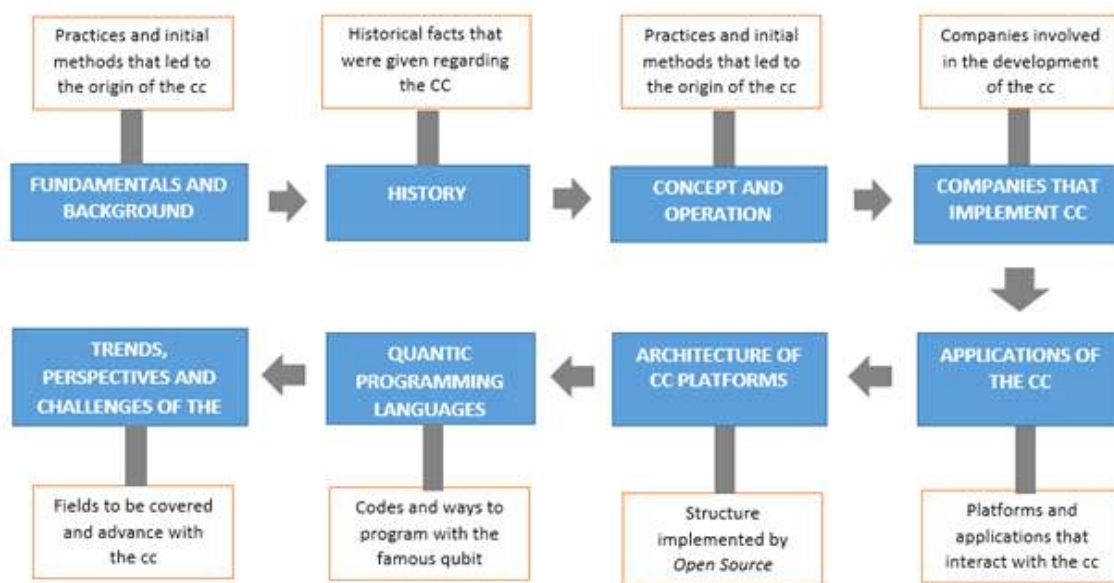 Practices and initial
methods that led to
the origin of the cc
Historical facts that
were given regarding
the CC
Practices and initial
methods that led to
the origin of the cc
Companies involved
in the development
of the cc
FUNDAMENTALS AND
BACKGROUND
HISTORY
CONCEPT AND
OPERATION
COMPANIES THAT
IMPLEMENT CC
TRENDS,
PERSPECTIVES AND
CHALLENGES OF THE
QUANTIC
PROGRAMMING
LANGUAGES
ARCHITECTURE OF
CC PLATFORMS
APPLICATIONS OF
THE CC
Fields to be covered
and advance with
the cc
Codes and ways to
program with the
famous qubit
Structure
implemented by
Open Source
Platforms and
applications that
interact with the cc